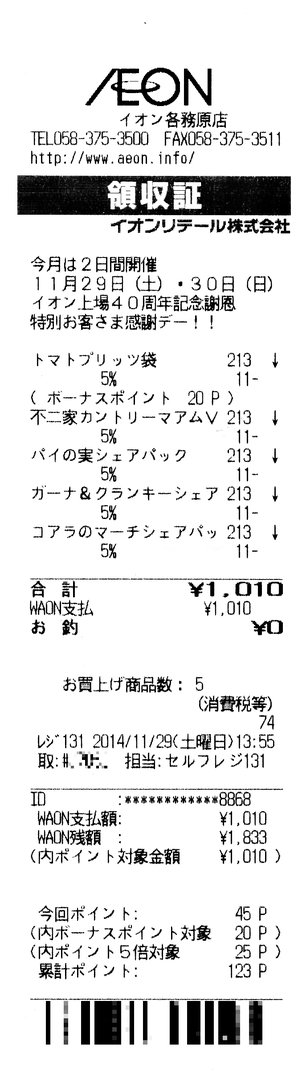 ÆON
イオン各務原店
TEL058-375-3500 FAX058-375-3511
http://www.aeon.info/
領収証
イオンリテール株式会社
今月は２日間開催
１１月２９日（土）・３０日（日）
イオン上場４０周年記念謝恩
特別お客さま感謝デー！！
トマトプリッツ袋 213 ↓
5% 11-
( ボーナスポイント 20 P )
不二家カントリーマアムＶ 213 ↓
5% 11-
パイの実シェアパック 213 ↓
5% 11-
ガーナ＆クランキーシェア 213 ↓
5% 11-
コアラのマーチシェアパッ 213 ↓
5% 11-
合 計 ¥1,010
WAON支払 ¥1,010
お 釣 ¥0
お買上げ商品数： 5
(消費税等)
74
ﾚｼﾞ131 2014/11/29(土曜日)13:55
取:#. 担当:セルフレジ131
ID :************8868
WAON支払額: ¥1,010
WAON残額 : ¥1,833
(内ポイント対象金額 ¥1,010 )
今回ポイント: 45 P
(内ボーナスポイント対象 20 P )
(内ポイント５倍対象 25 P )
累計ポイント: 123 P